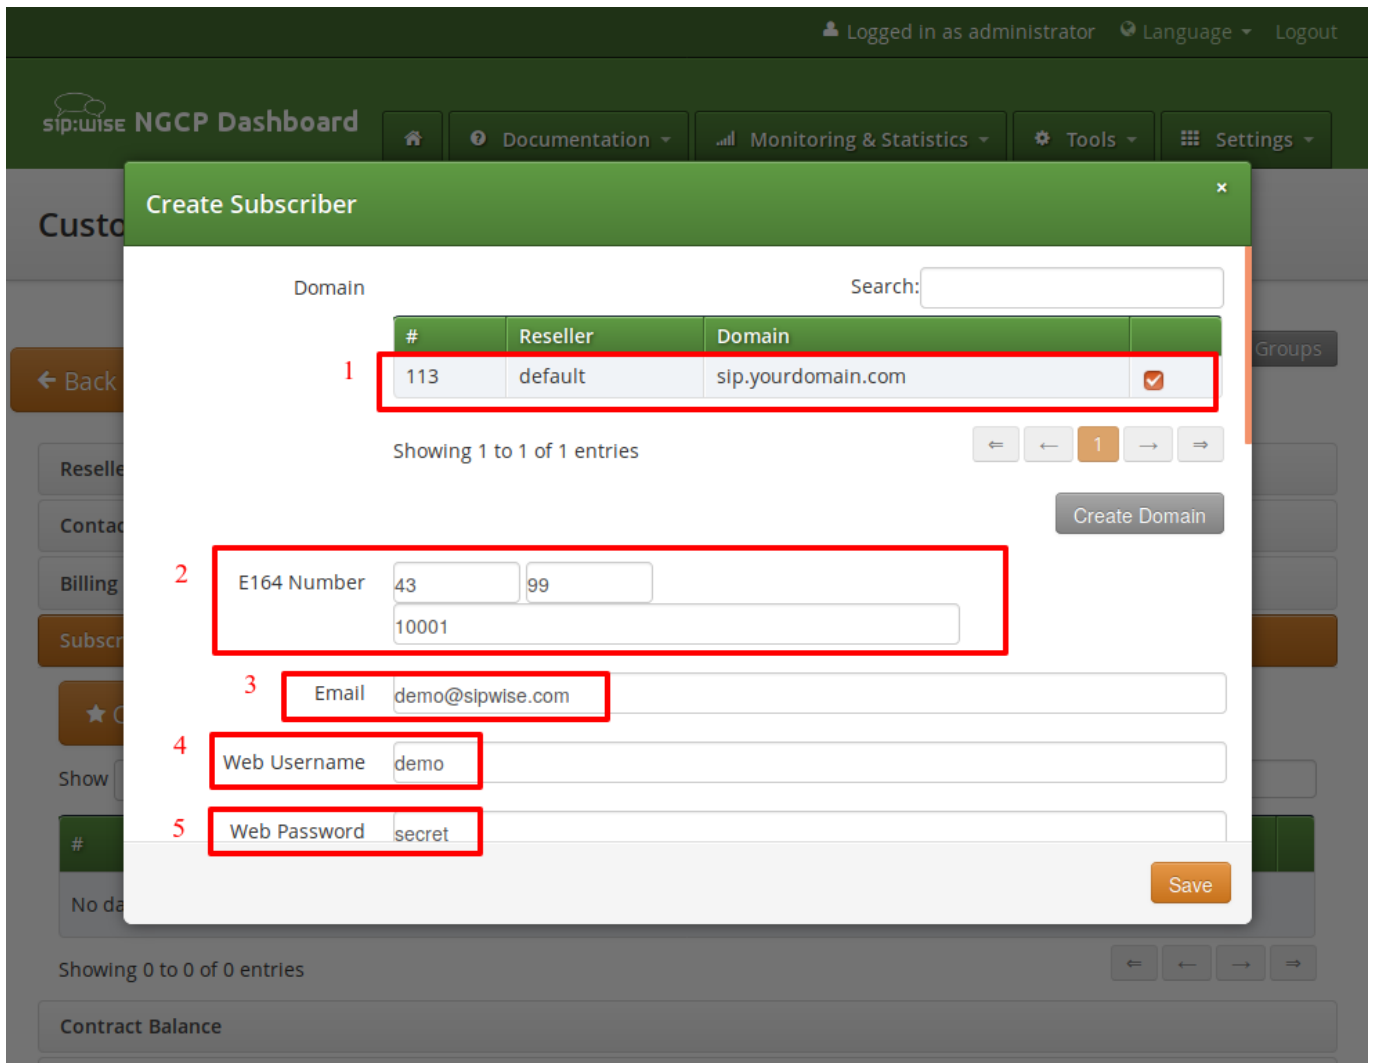 Logged in as administrator Language Logout
sip:wise NGCP Dashboard Documentation Monitoring & Statistics Tools Settings
Create Subscriber ×
Custo
Domain Search:
# Reseller Domain
1 113 default sip.yourdomain.com
Groups
← Back
Showing 1 to 1 of 1 entries ⇐ ← 1 → ⇒
Reselle
Create Domain
Contac
2 E164 Number 43 99
Billing
10001
Subscr
3 Email demo@sipwise.com
4 Web Username demo
Show
5 Web Password secret
#
Save
No da
Showing 0 to 0 of 0 entries ⇐ ← → ⇒
Contract Balance